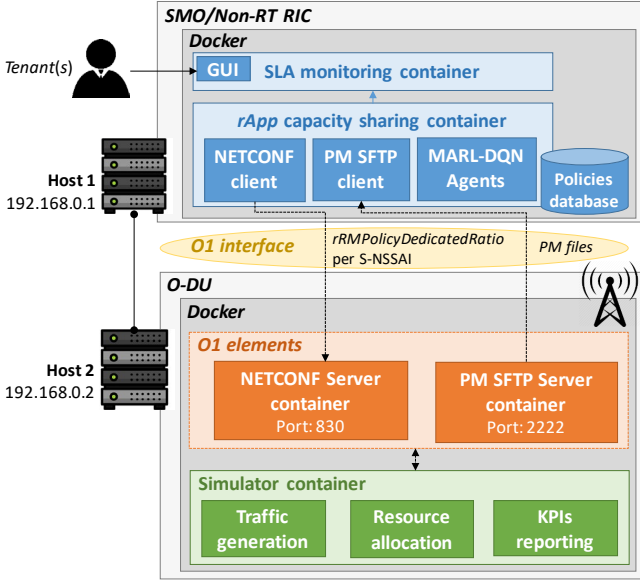 SMO/Non-RT RIC
Docker
Tenant(s)
GUI
SLA monitoring container
rApp capacity sharing container
NETCONF
client
PM SFTP
client
MARL-DQN
Agents
Policies
database
Host 1
192.168.0.1
O1 interface
rRMPolicyDedicatedRatio
per S-NSSAI
PM files
O-DU
Docker
O1 elements
NETCONF Server
container
Port: 830
PM SFTP Server
container
Port: 2222
Host 2
192.168.0.2
Simulator container
Traffic
generation
Resource
allocation
KPIs
reporting